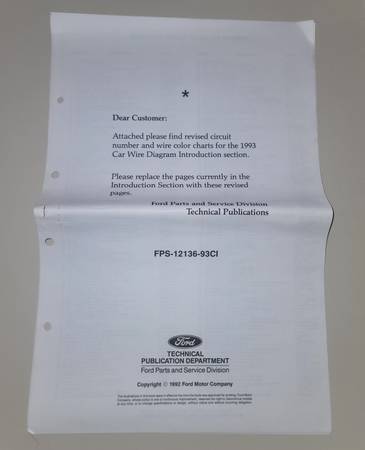 *
Dear Customer:
Attached please find revised circuit
number and wire color charts for the 1993
Car Wire Diagram Introduction section.
Please replace the pages currently in the
Introduction Section with these revised
pages.
Ford Parts and Service Division
Technical Publications
FPS-12136-93CI
Ford
TECHNICAL
PUBLICATION DEPARTMENT
Ford Parts and Service Division
Copyright © 1992 Ford Motor Company